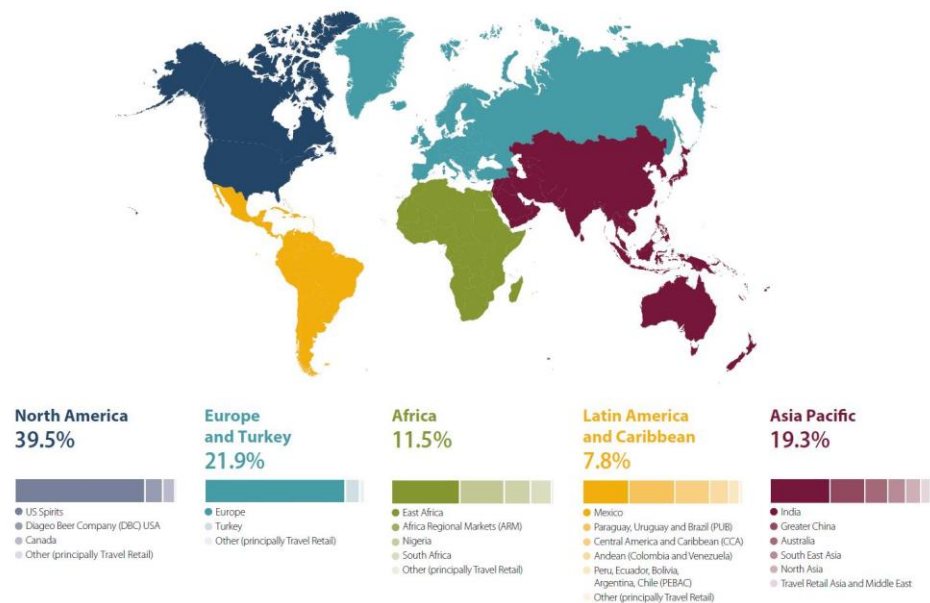 North America
39.5%
US Spirits
Diageo Beer Company (DBC) USA
Canada
Other (principally Travel Retail)
Europe
and Turkey
21.9%
Europe
Turkey
Other (principally Travel Retail)
Africa
11.5%
East Africa
Africa Regional Markets (ARM)
Nigeria
South Africa
Other (principally Travel Retail)
Latin America
and Caribbean
7.8%
Mexico
Paraguay, Uruguay and Brazil (PUB)
Central America and Caribbean (CCA)
Andean (Colombia and Venezuela)
Peru, Ecuador, Bolivia,
Argentina, Chile (PEBAC)
Other (principally Travel Retail)
Asia Pacific
19.3%
India
Greater China
Australia
South East Asia
North Asia
Travel Retail Asia and Middle East